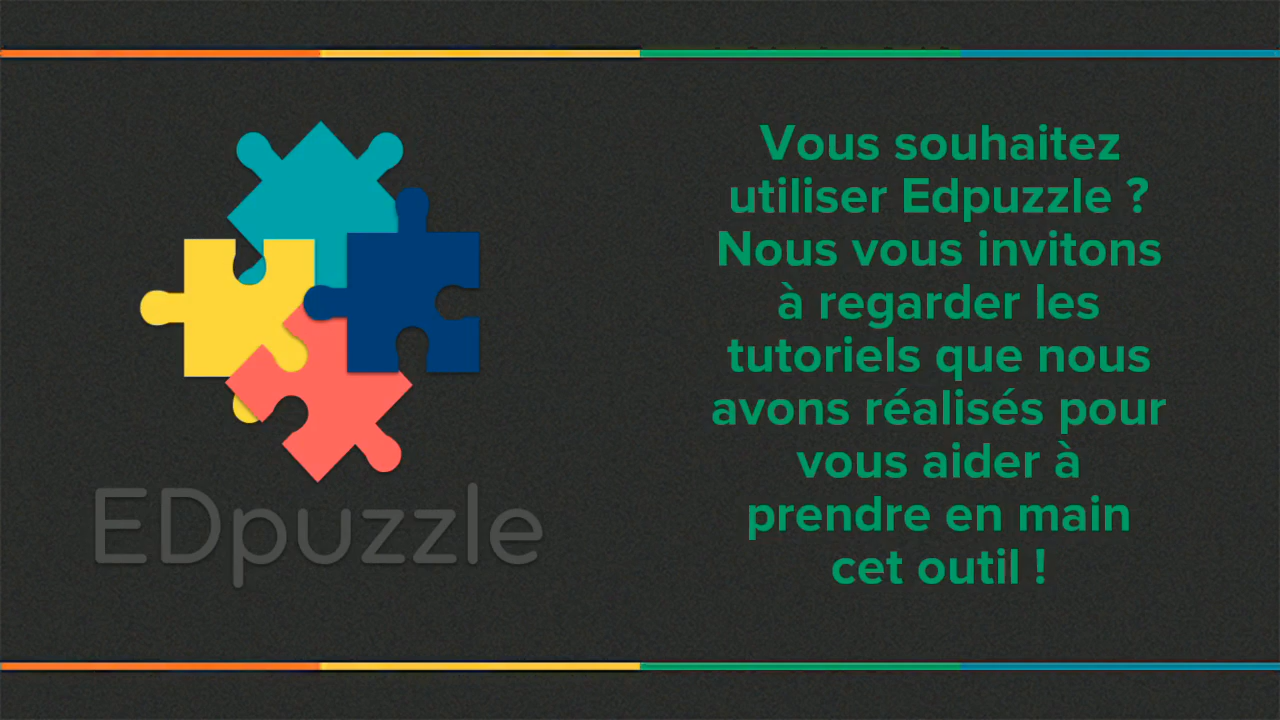 EDpuzzle
Vous souhaitez
utiliser Edpuzzle ?
Nous vous invitons
à regarder les
tutoriels que nous
avons réalisés pour
vous aider à
prendre en main
cet outil !